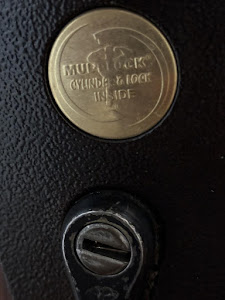 MUL-T-LOCK®
CYLINDER & LOCK
INSIDE